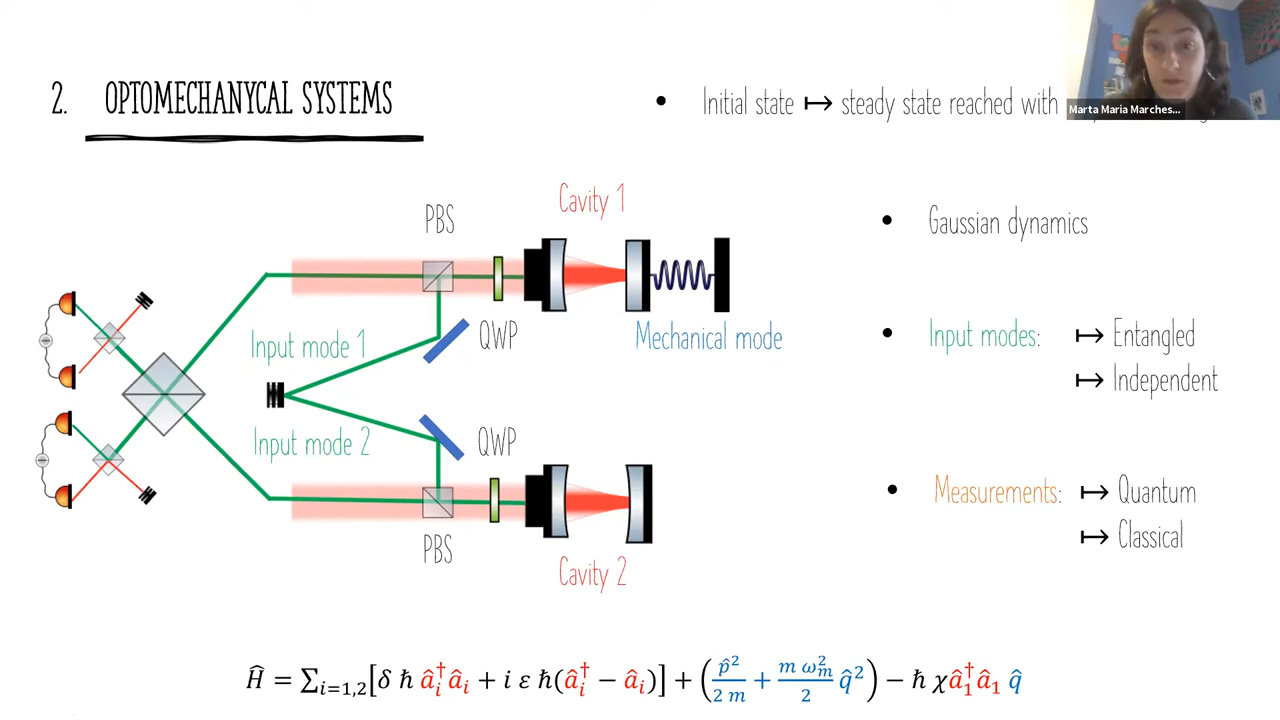 2. OPTOMECHANYCAL SYSTEMS
• Initial state ↦ steady state reached with
Marta Maria Marches...
Cavity 1
PBS
• Gaussian dynamics
Input mode 1
QWP
Mechanical mode
• Input modes: ↦ Entangled
↦ Independent
Input mode 2
QWP
• Measurements: ↦ Quantum
↦ Classical
PBS
Cavity 2
Ĥ = ∑ᵢ₌₁,₂[δ ħ âᵢ†âᵢ + i ε ħ(âᵢ† − âᵢ)] + (p̂²/2 m + m ωₘ²/2 q̂²) − ħ χâ₁†â₁ q̂